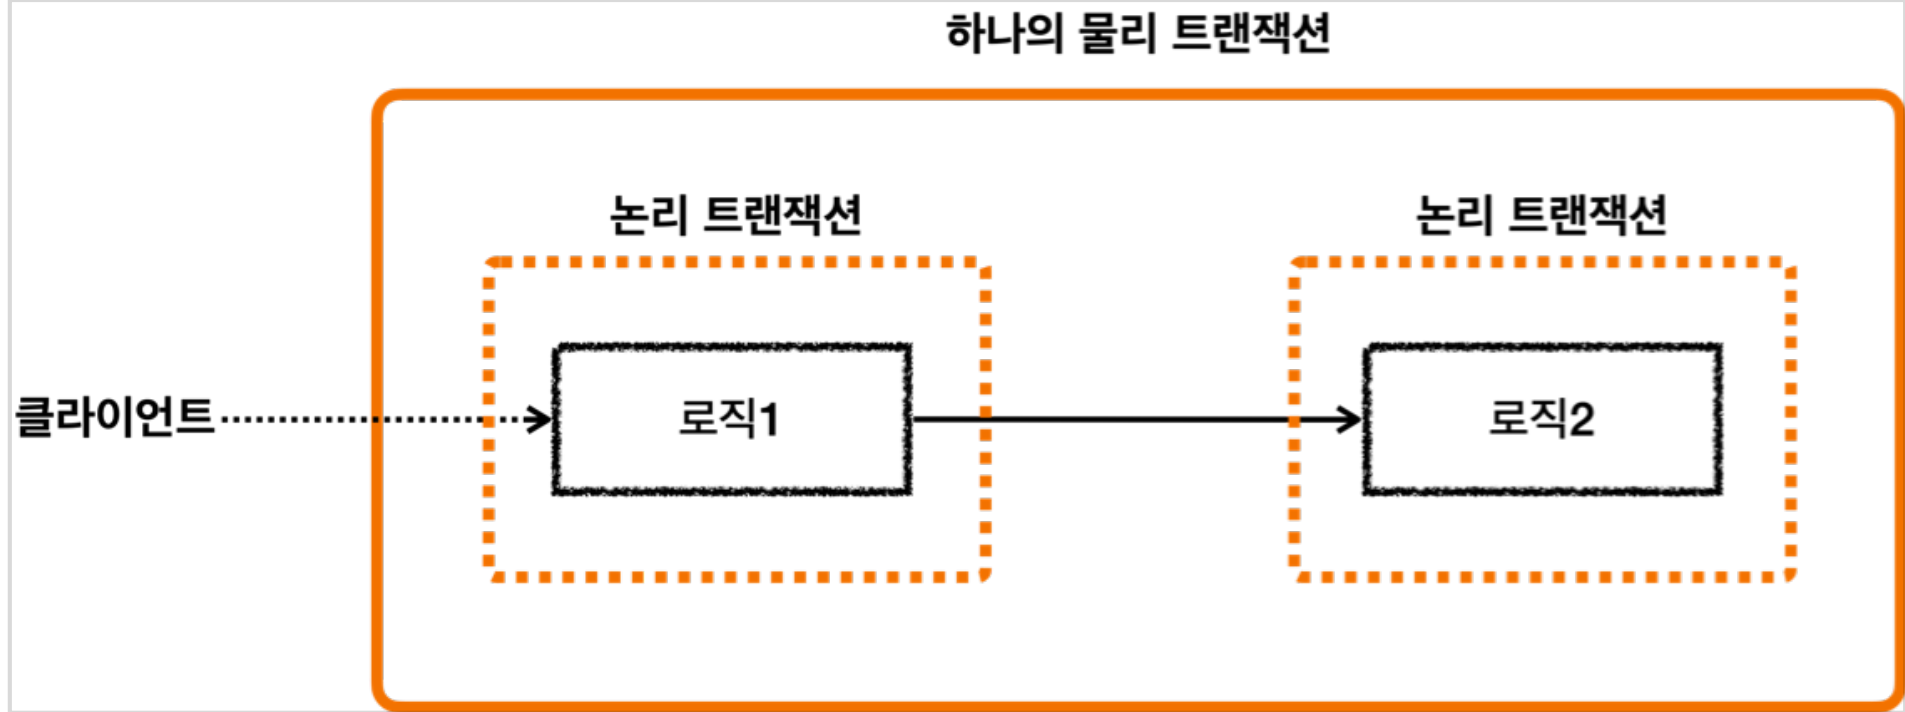 하나의 물리 트랜잭션
논리 트랜잭션
논리 트랜잭션
클라이언트
로직1
로직2